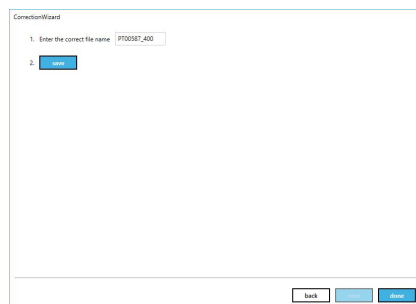 CorrectionWizard
1. Enter the correct file name PT00587_400
2. save
back done